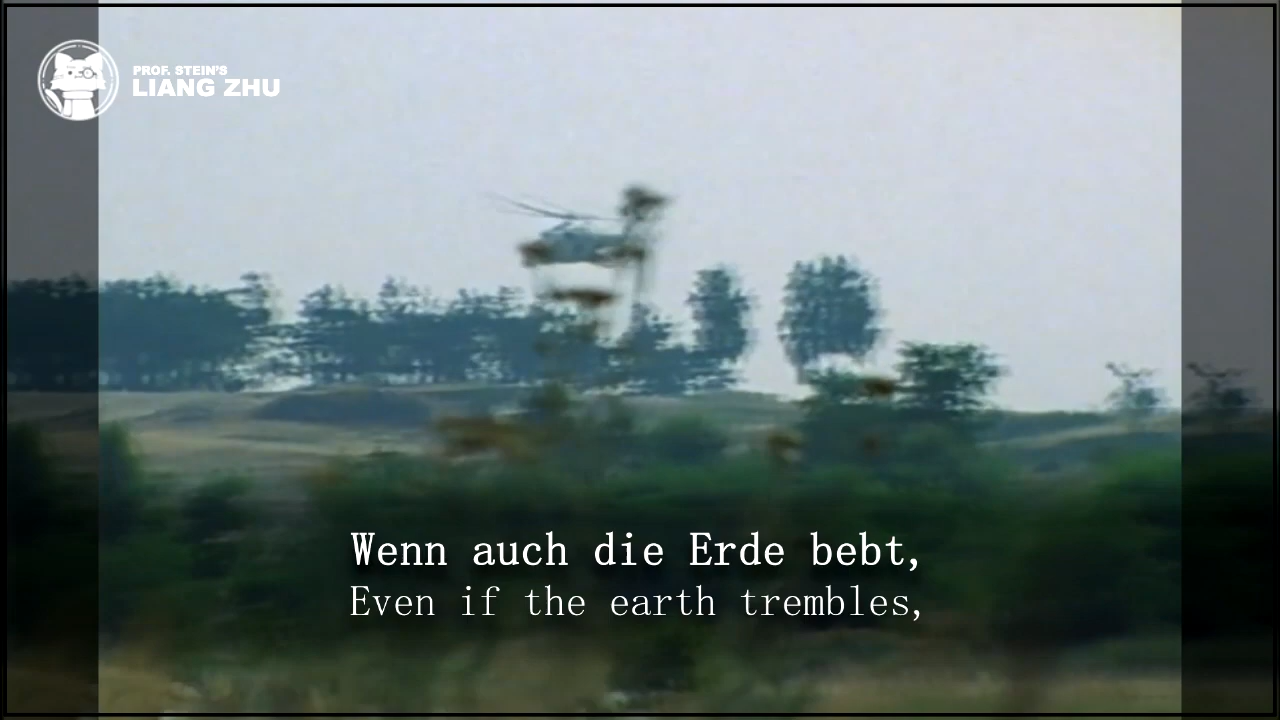 PROF. STEIN'S
LIANG ZHU
Wenn auch die Erde bebt,
Even if the earth trembles,